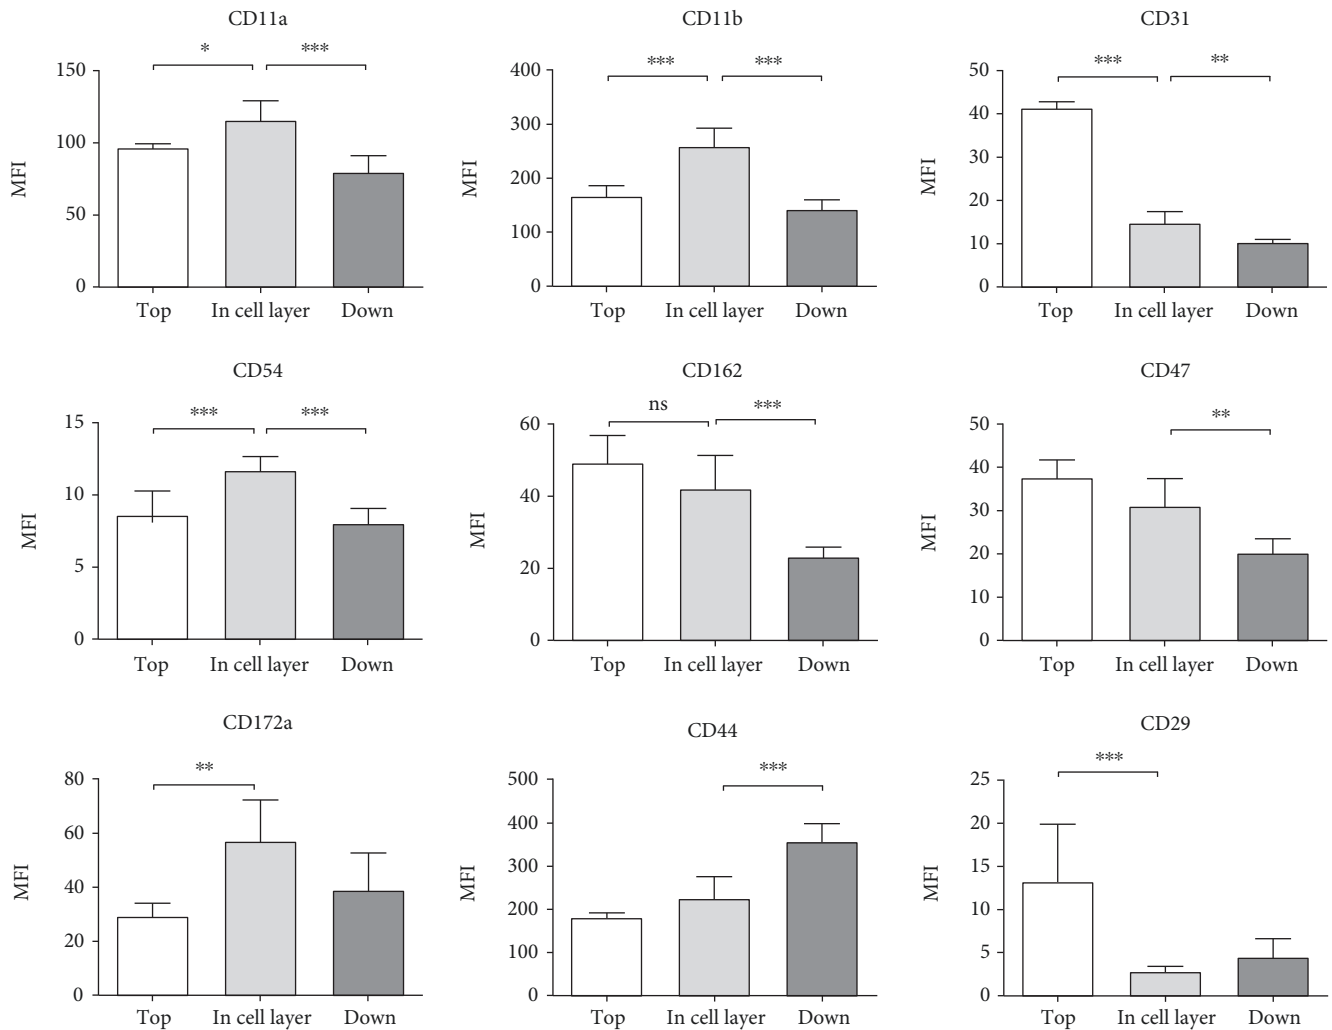 CD11a
*
***
150
100
50
0
MFI
Top
In cell layer
Down
CD11b
***
***
400
300
200
100
0
MFI
Top
In cell layer
Down
CD31
***
**
50
40
30
20
10
0
MFI
Top
In cell layer
Down
CD54
***
***
15
10
5
0
MFI
Top
In cell layer
Down
CD162
ns
***
60
40
20
0
MFI
Top
In cell layer
Down
CD47
**
50
40
30
20
10
0
MFI
Top
In cell layer
Down
CD172a
**
80
60
40
20
0
MFI
Top
In cell layer
Down
CD44
***
500
400
300
200
100
0
MFI
Top
In cell layer
Down
CD29
***
25
20
15
10
5
0
MFI
Top
In cell layer
Down